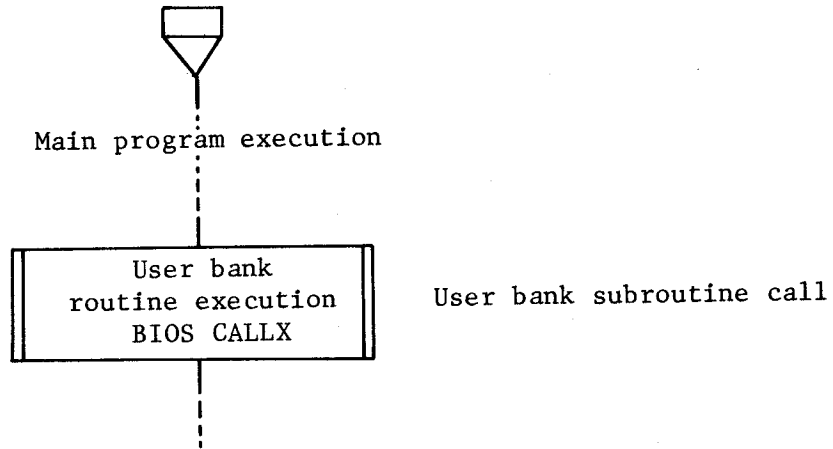 Main program execution
User bank
routine execution
BIOS CALLX
User bank subroutine call